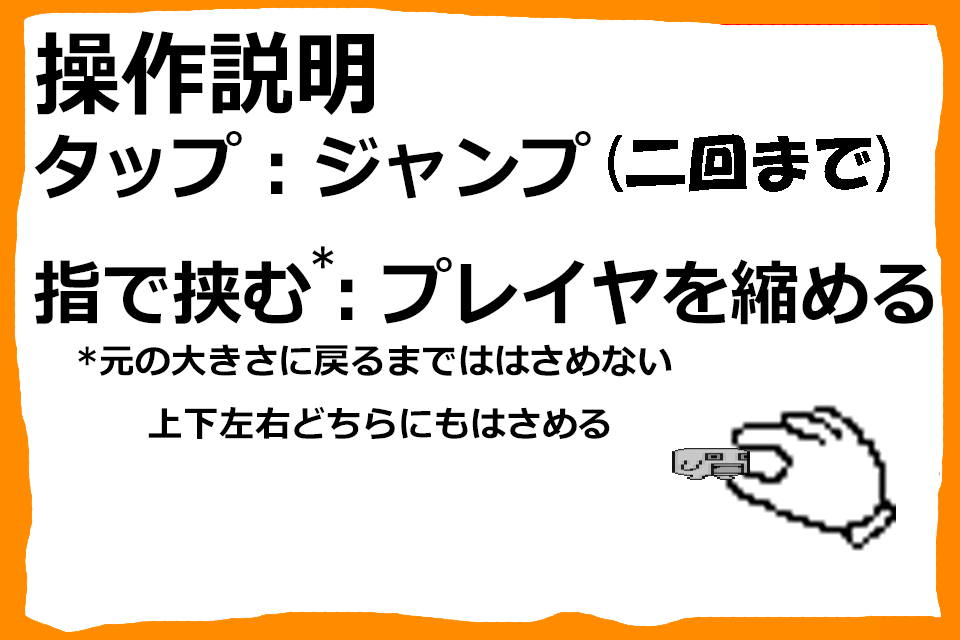 操作説明
タップ：ジャンプ(二回まで)
指で挟む*：プレイヤを縮める
*元の大きさに戻るまでははさめない
上下左右どちらにもはさめる